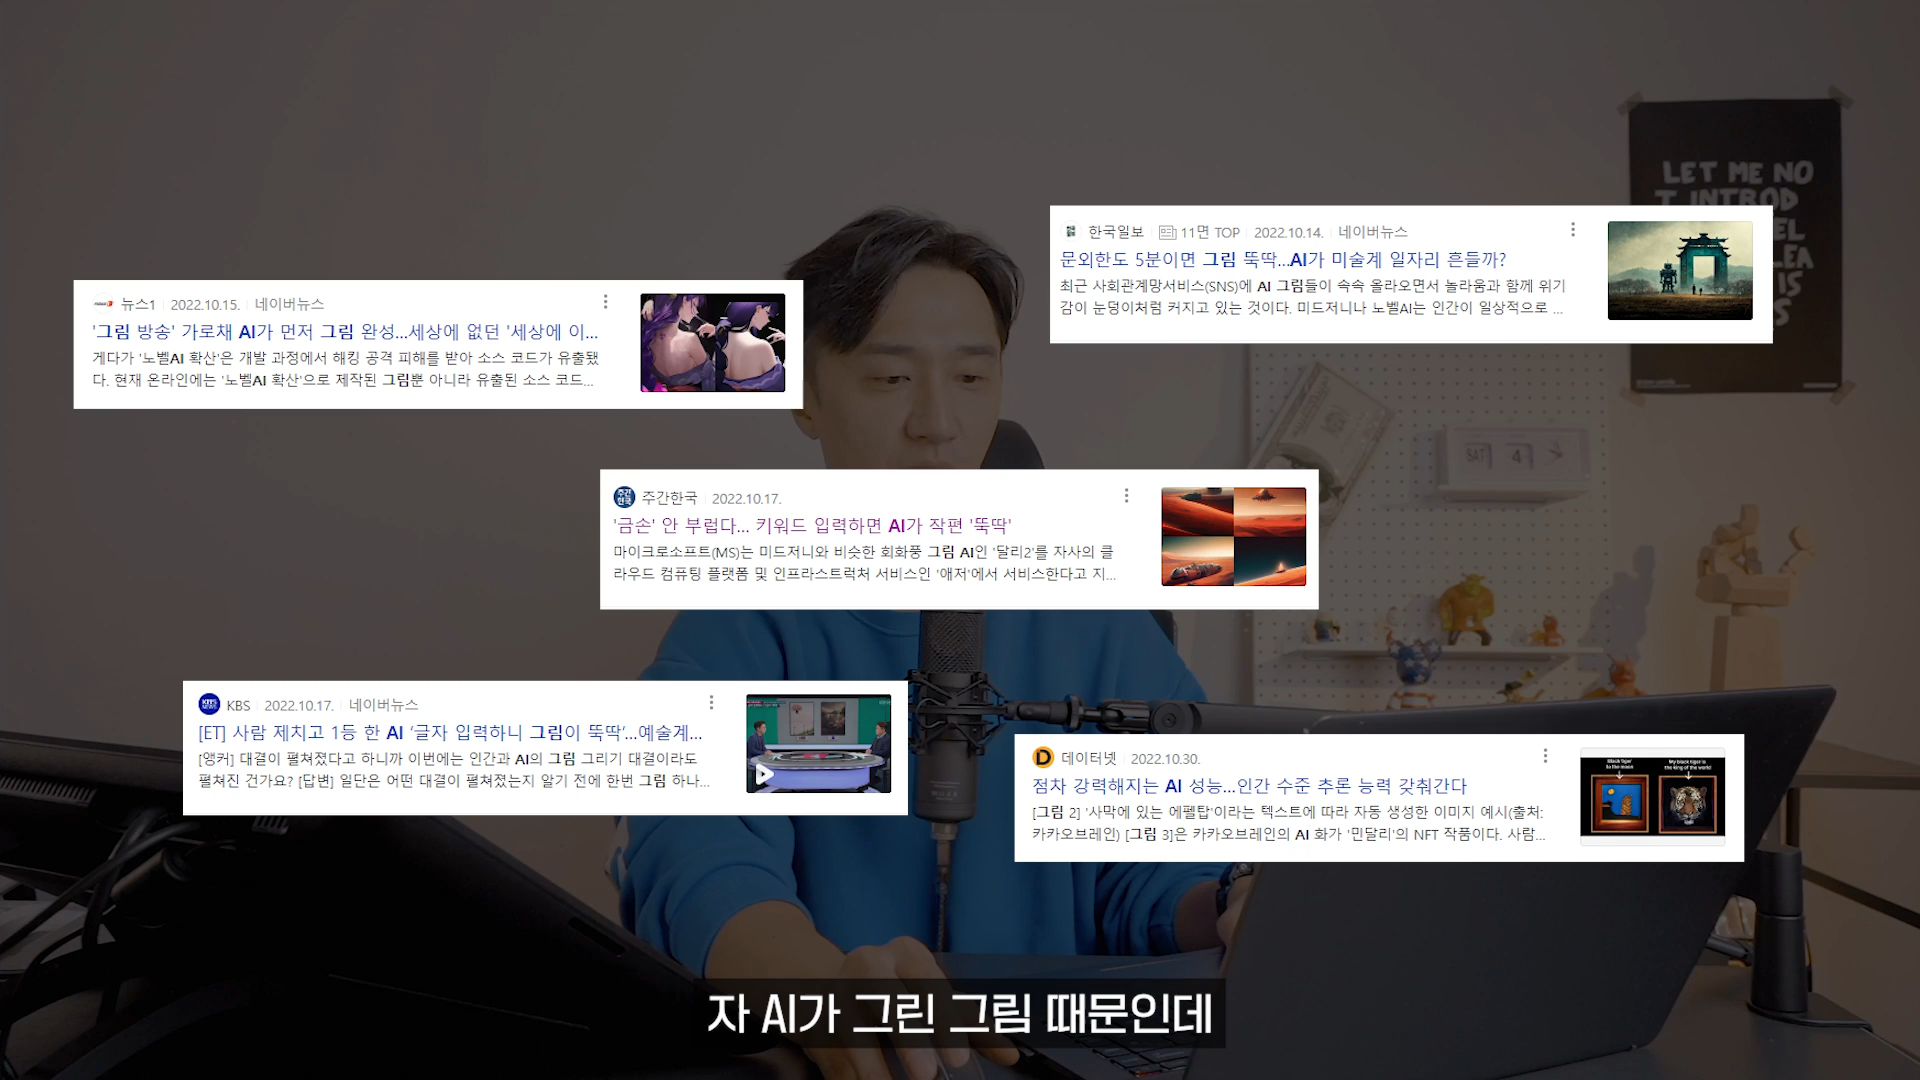 LET ME NO
T INTROD
EL
LEA
IS
S
한국일보 11면 TOP 2022.10.14. 네이버뉴스
문외한도 5분이면 그림 뚝딱...AI가 미술계 일자리 흔들까?
최근 사회관계망서비스(SNS)에 AI 그림들이 속속 올라오면서 놀라움과 함께 위기
감이 눈덩이처럼 커지고 있는 것이다. 미드저니나 노벨AI는 인간이 일상적으로 ...
뉴스1 2022.10.15. 네이버뉴스
'그림 방송' 가로채 AI가 먼저 그림 완성...세상에 없던 '세상에 이...
게다가 '노벨AI 확산'은 개발 과정에서 해킹 공격 피해를 받아 소스 코드가 유출됐
다. 현재 온라인에는 '노벨AI 확산'으로 제작된 그림뿐 아니라 유출된 소스 코드...
SAT 4
주간한국 주간한국 2022.10.17.
'금손' 안 부럽다... 키워드 입력하면 AI가 작편 '뚝딱'
마이크로소프트(MS)는 미드저니와 비슷한 회화풍 그림 AI인 '달리2'를 자사의 클
라우드 컴퓨팅 플랫폼 및 인프라스트럭처 서비스인 '애저'에서 서비스한다고 지...
KBS NEWS KBS 2022.10.17. 네이버뉴스
[ET] 사람 제치고 1등 한 AI ‘글자 입력하니 그림이 뚝딱’...예술계...
[앵커] 대결이 펼쳐졌다고 하니까 이번에는 인간과 AI의 그림 그리기 대결이라도
펼쳐진 건가요? [답변] 일단은 어떤 대결이 펼쳐졌는지 알기 전에 한번 그림 하나...
D 데이터넷 2022.10.30.
점차 강력해지는 AI 성능...인간 수준 추론 능력 갖춰간다
[그림 2] '사막에 있는 에펠탑'이라는 텍스트에 따라 자동 생성한 이미지 예시(출처:
카카오브레인) [그림 3]은 카카오브레인의 AI 화가 '민달리'의 NFT 작품이다. 사람...
Black tiger
to the moon
My black tiger is
the king of the world
자 AI가 그린 그림 때문인데